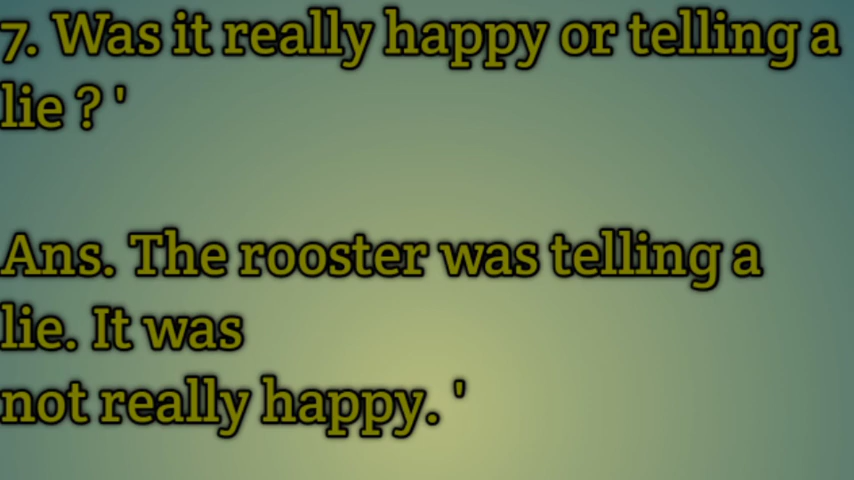 7. Was it really happy or telling a
lie ? '
Ans. The rooster was telling a
lie. It was
not really happy. '